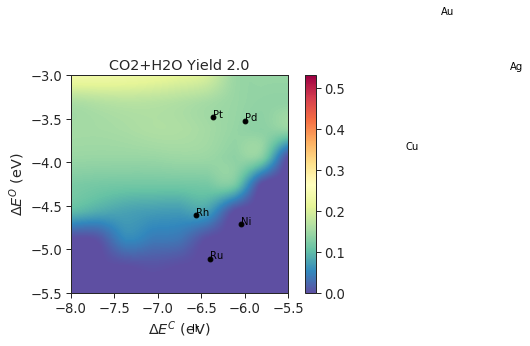 Au
Ag
CO2+H2O Yield 2.0
−3.0
−3.5
−4.0
−4.5
−5.0
−5.5
ΔE^O (eV)
Pt
Pd
Cu
Rh
Ni
Ru
0.5
0.4
0.3
0.2
0.1
0.0
−8.0 −7.5 −7.0 −6.5 −6.0 −5.5
ΔE^C (eV)